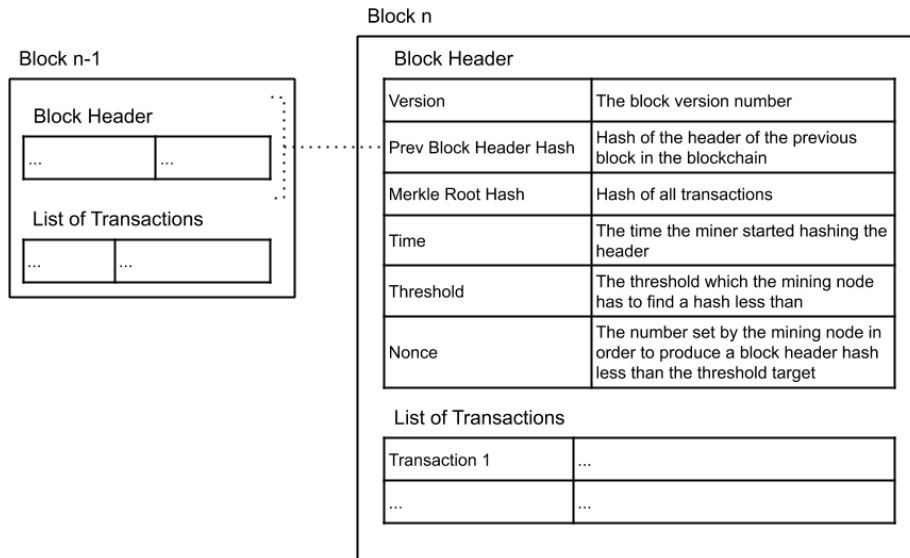 Block n-1
Block Header
...
...
List of Transactions
...
...
Block n
Block Header
Version
The block version number
Prev Block Header Hash
Hash of the header of the previous
block in the blockchain
Merkle Root Hash
Hash of all transactions
Time
The time the miner started hashing the
header
Threshold
The threshold which the mining node
has to find a hash less than
Nonce
The number set by the mining node in
order to produce a block header hash
less than the threshold target
List of Transactions
Transaction 1
...
...
...